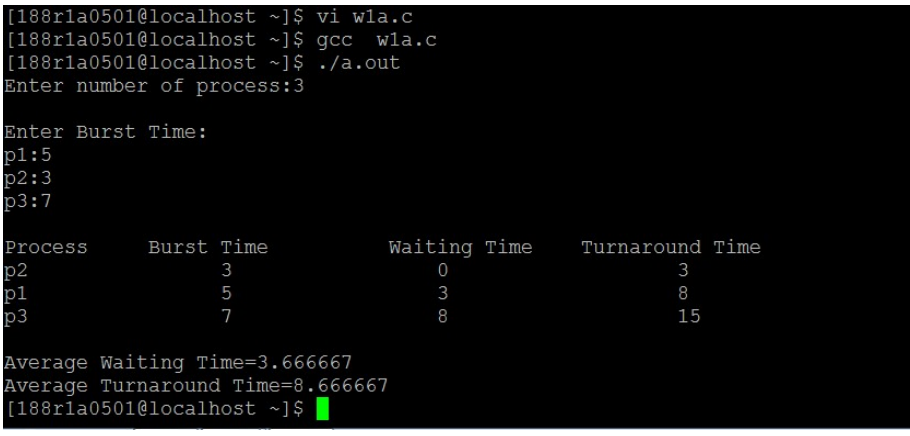 [188r1a0501@localhost ~]$ vi w1a.c
[188r1a0501@localhost ~]$ gcc  w1a.c
[188r1a0501@localhost ~]$ ./a.out
Enter number of process:3
Enter Burst Time:
p1:5
p2:3
p3:7
Process     Burst Time          Waiting Time    Turnaround Time
p2                3                 0                   3
p1                5                 3                   8
p3                7                 8                   15
Average Waiting Time=3.666667
Average Turnaround Time=8.666667
[188r1a0501@localhost ~]$